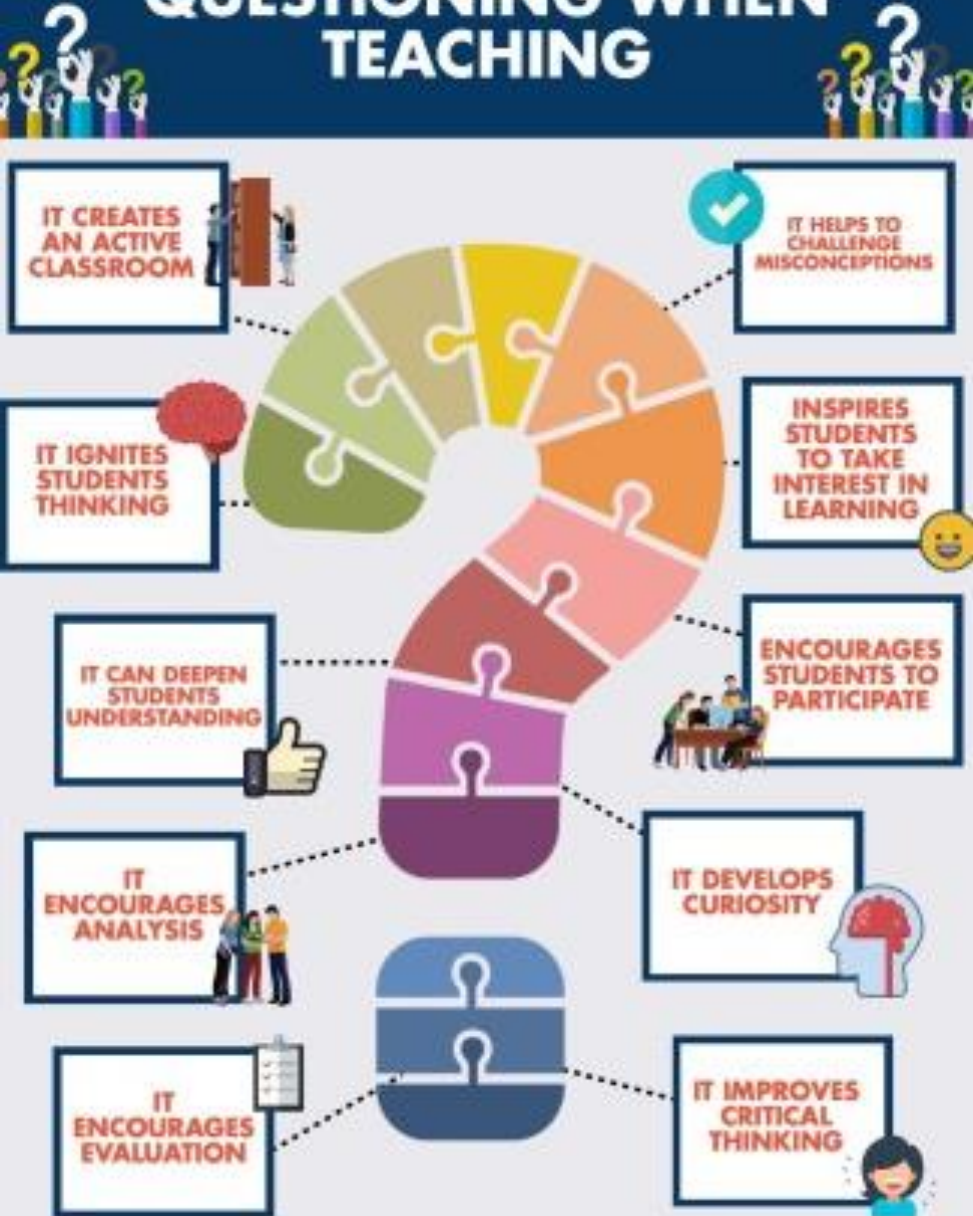 QUESTIONING WHEN
TEACHING
IT CREATES
AN ACTIVE
CLASSROOM
IT HELPS TO
CHALLENGE
MISCONCEPTIONS
IT IGNITES
STUDENTS
THINKING
INSPIRES
STUDENTS
TO TAKE
INTEREST IN
LEARNING
IT CAN DEEPEN
STUDENTS
UNDERSTANDING
ENCOURAGES
STUDENTS TO
PARTICIPATE
IT
ENCOURAGES
ANALYSIS
IT DEVELOPS
CURIOSITY
IT
ENCOURAGES
EVALUATION
IT IMPROVES
CRITICAL
THINKING